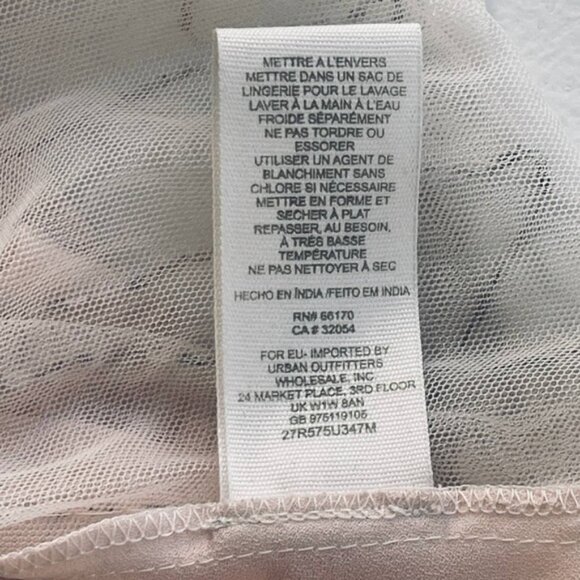 METTRE A L'ENVERS
METTRE DANS UN SAC DE
LINGERIE POUR LE LAVAGE
LAVER À LA MAIN À L'EAU
FROIDE SÉPARÉMENT
NE PAS TORDRE OU
ESSORER
UTILISER UN AGENT DE
BLANCHIMENT SANS
CHLORE SI NÉCESSAIRE
METTRE EN FORME ET
SÉCHER À PLAT
REPASSER, AU BESOIN,
À TRÈS BASSE
TEMPÉRATURE
NE PAS NETTOYER À SEC
HECHO EN ÍNDIA /FEITO EM INDIA
RN# 66170
CA # 32054
FOR EU- IMPORTED BY
URBAN OUTFITTERS
WHOLESALE, INC
24 MARKET PLACE, 3RD FLOOR
UK W1W 8AN
GB 975119105
27R575U347M